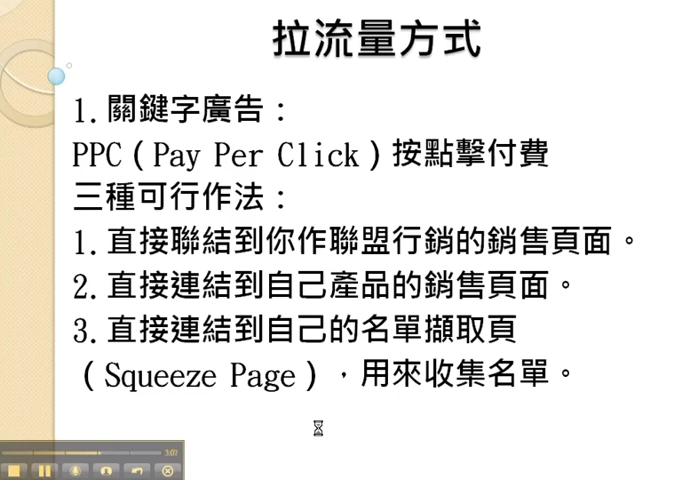 拉流量方式
1.關鍵字廣告：
PPC（Pay Per Click）按點擊付費
三種可行作法：
1.直接聯結到你作聯盟行銷的銷售頁面。
2.直接連結到自己產品的銷售頁面。
3.直接連結到自己的名單擷取頁
（Squeeze Page），用來收集名單。
3:07